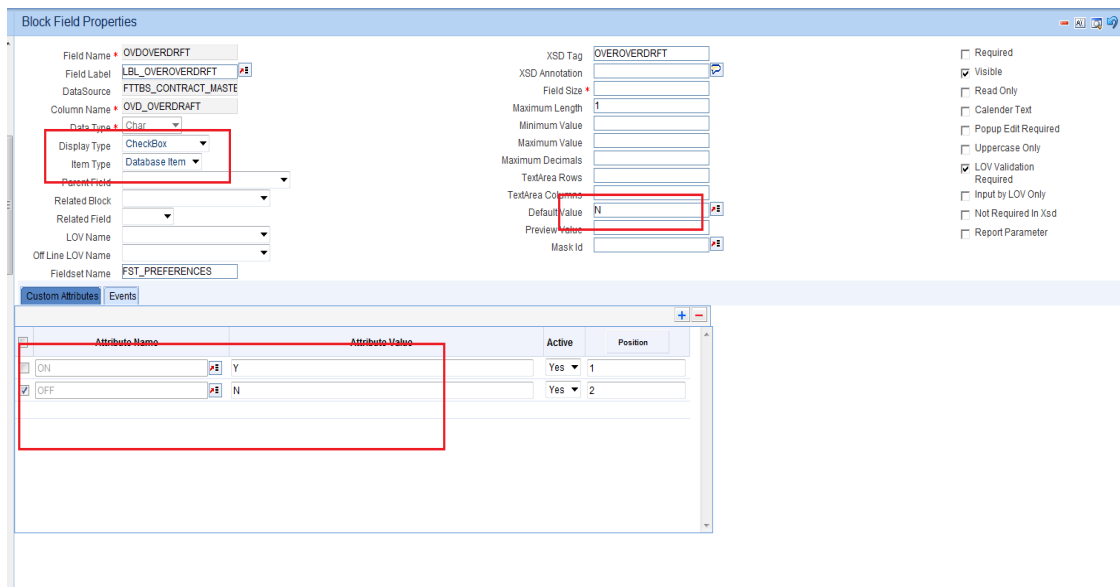 Block Field Properties
Field Name * OVDOVERDRFT
Field Label LBL_OVEROVERDRFT
DataSource FTTBS_CONTRACT_MASTE
Column Name * OVD_OVERDRAFT
Data Type * Char
Display Type CheckBox
Item Type Database Item
Parent Field
Related Block
Related Field
LOV Name
Off Line LOV Name
Fieldset Name FST_PREFERENCES
XSD Tag OVEROVERDRFT
XSD Annotation
Field Size *
Maximum Length 1
Minimum Value
Maximum Value
Maximum Decimals
TextArea Rows
TextArea Columns
Default Value N
Preview Value
Mask Id
Required
Visible
Read Only
Calender Text
Popup Edit Required
Uppercase Only
LOV Validation
Required
Input by LOV Only
Not Required In Xsd
Report Parameter
Custom Attributes Events
Attribute Name Attribute Value Active Position
ON Y Yes 1
OFF N Yes 2